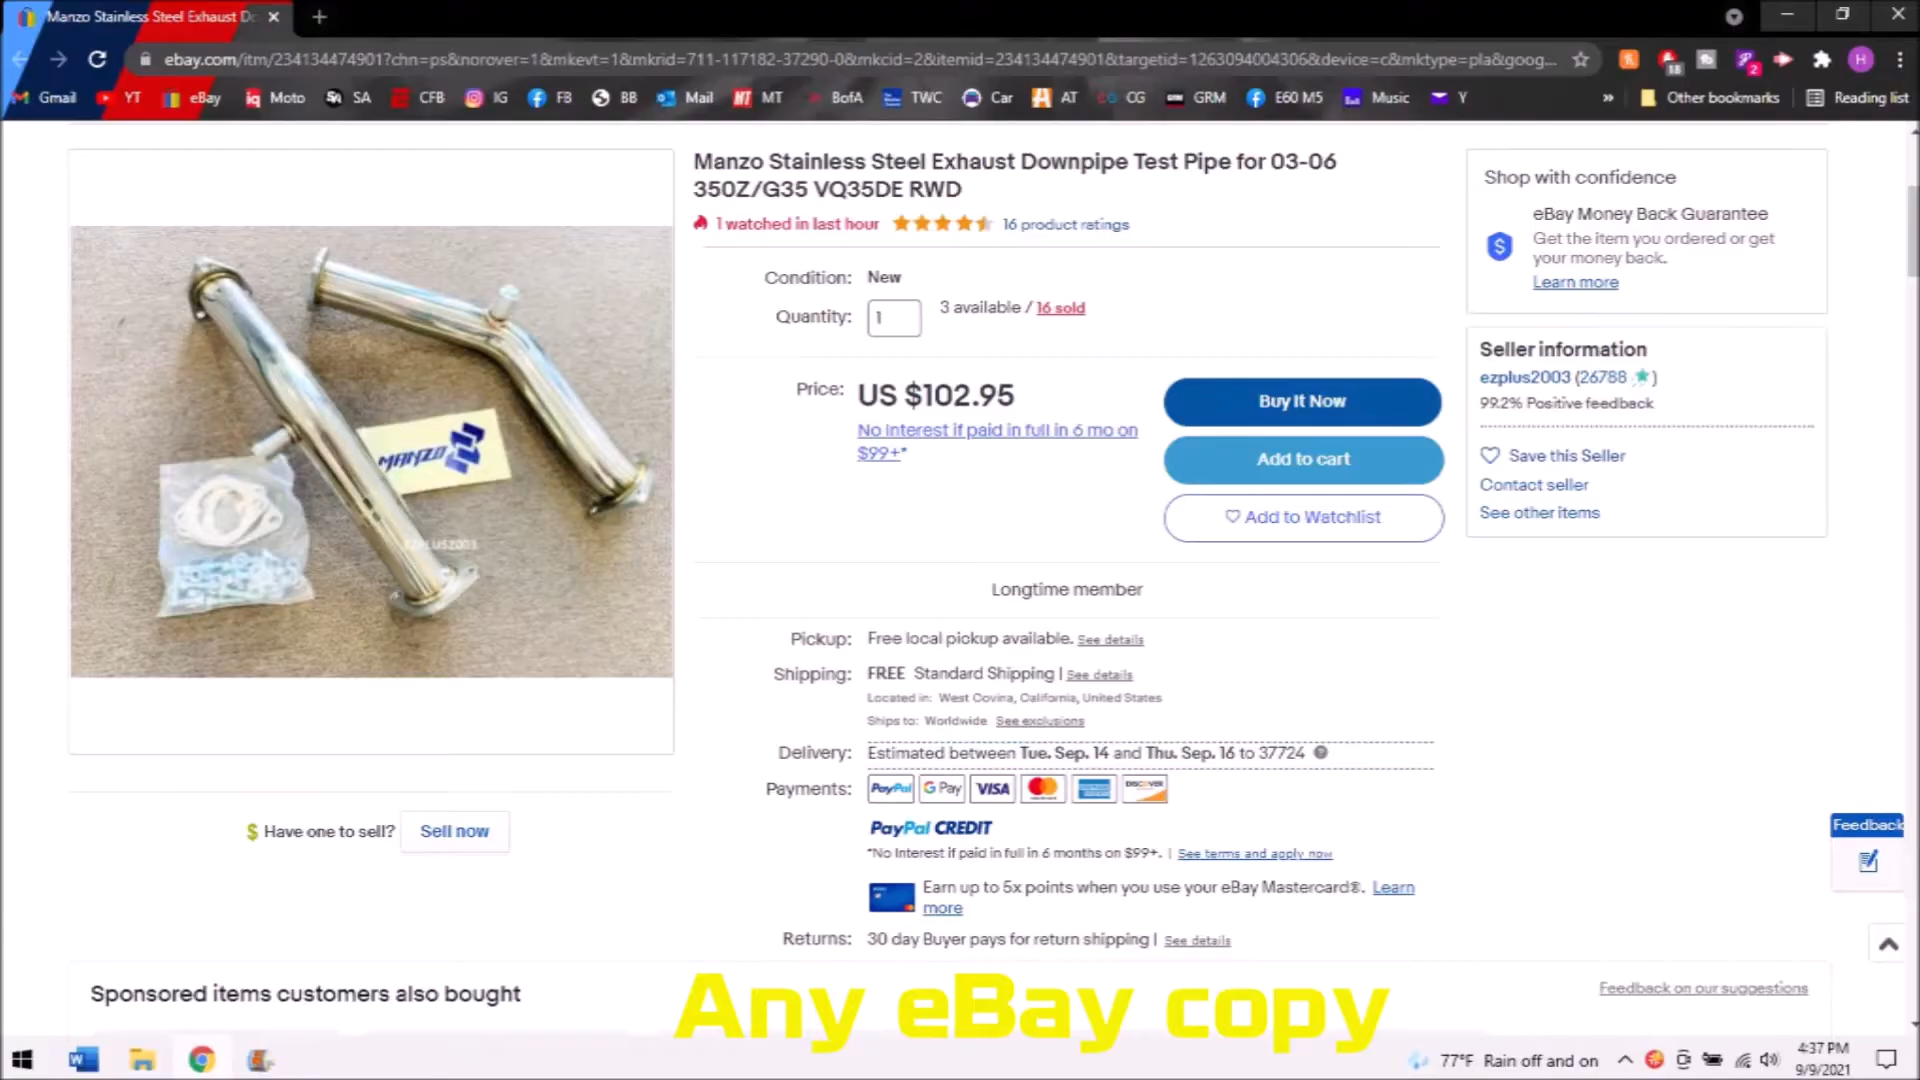 Manzo Stainless Steel Exhaust D
ebay.com/itm/234134474901?chn=ps&norover=1&mkevt=1&mkrid=711-117182-37290-0&mkcid=2&itemid=234134474901&targetid=1263094004306&device=c&mktype=pla&goog...
18
2
H
Gmail YT eBay Moto SA CFB IG FB BB Mail MT BofA TWC Car AT CG GRM E60 M5 Music Y » Other bookmarks Reading list
Manzo Stainless Steel Exhaust Downpipe Test Pipe for 03-06
350Z/G35 VQ35DE RWD
1 watched in last hour 16 product ratings
Condition: New
Quantity: 1 3 available / 16 sold
Price: US $102.95
No Interest if paid in full in 6 mo on
$99+*
Buy It Now
Add to cart
Add to Watchlist
Longtime member
Pickup: Free local pickup available. See details
Shipping: FREE Standard Shipping | See details
Located in: West Covina, California, United States
Ships to: Worldwide See exclusions
Delivery: Estimated between Tue. Sep. 14 and Thu. Sep. 16 to 37724
Payments: PayPal G Pay VISA DISCOVER
PayPal CREDIT
*No Interest if paid in full in 6 months on $99+. | See terms and apply now
Earn up to 5x points when you use your eBay Mastercard®. Learn
more
Returns: 30 day Buyer pays for return shipping | See details
Shop with confidence
eBay Money Back Guarantee
Get the item you ordered or get
your money back.
Learn more
Seller information
ezplus2003 (26788)
99.2% Positive feedback
Save this Seller
Contact seller
See other items
MANZO
EZPLUS2003
$ Have one to sell? Sell now
Feedback
Sponsored items customers also bought
Feedback on our suggestions
Any eBay copy
77°F Rain off and on
4:37 PM
9/9/2021